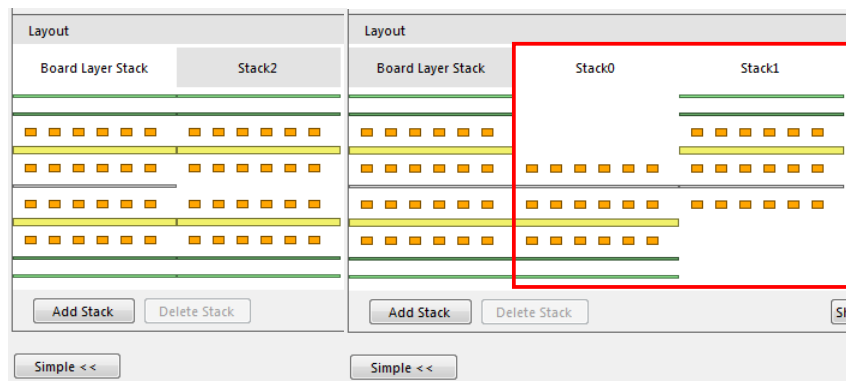 Layout
Board Layer Stack Stack2
Add Stack Delete Stack
Simple <<
Layout
Board Layer Stack Stack0 Stack1
Add Stack Delete Stack
Simple <<